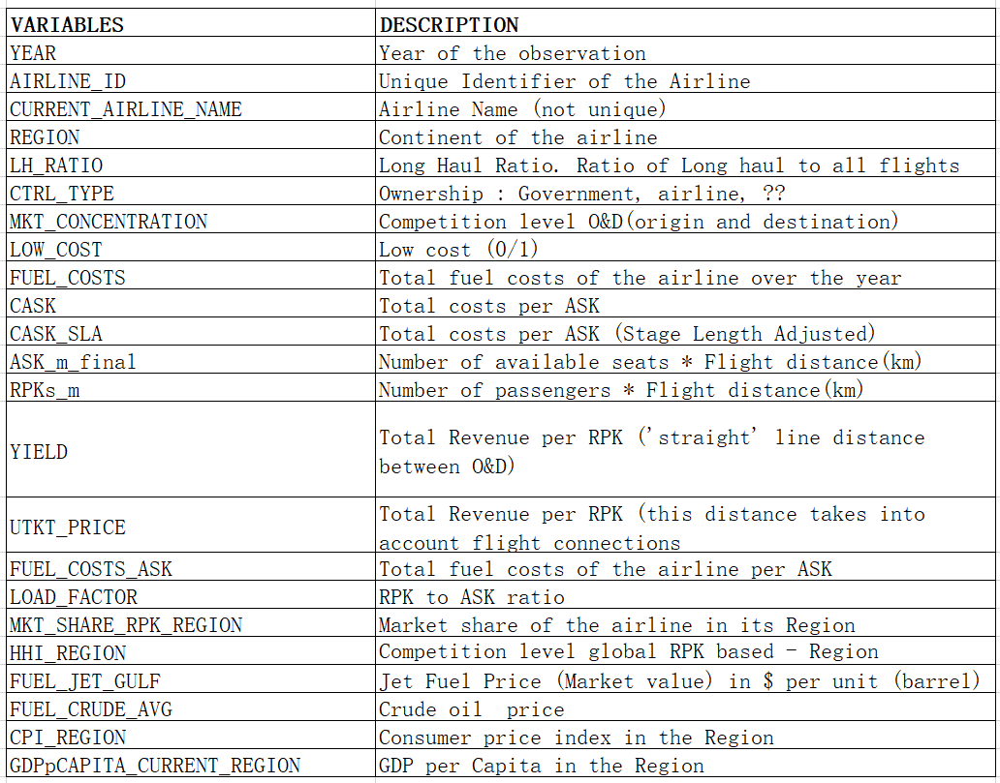 VARIABLES DESCRIPTION
YEAR Year of the observation
AIRLINE_ID Unique Identifier of the Airline
CURRENT_AIRLINE_NAME Airline Name (not unique)
REGION Continent of the airline
LH_RATIO Long Haul Ratio. Ratio of Long haul to all flights
CTRL_TYPE Ownership : Government, airline, ??
MKT_CONCENTRATION Competition level O&D(origin and destination)
LOW_COST Low cost (0/1)
FUEL_COSTS Total fuel costs of the airline over the year
CASK Total costs per ASK
CASK_SLA Total costs per ASK (Stage Length Adjusted)
ASK_m_final Number of available seats * Flight distance(km)
RPKs_m Number of passengers * Flight distance(km)
YIELD Total Revenue per RPK ('straight' line distance
between O&D)
UTKT_PRICE Total Revenue per RPK (this distance takes into
account flight connections
FUEL_COSTS_ASK Total fuel costs of the airline per ASK
LOAD_FACTOR RPK to ASK ratio
MKT_SHARE_RPK_REGION Market share of the airline in its Region
HHI_REGION Competition level global RPK based - Region
FUEL_JET_GULF Jet Fuel Price (Market value) in $ per unit (barrel)
FUEL_CRUDE_AVG Crude oil  price
CPI_REGION Consumer price index in the Region
GDPpCAPITA_CURRENT_REGION GDP per Capita in the Region